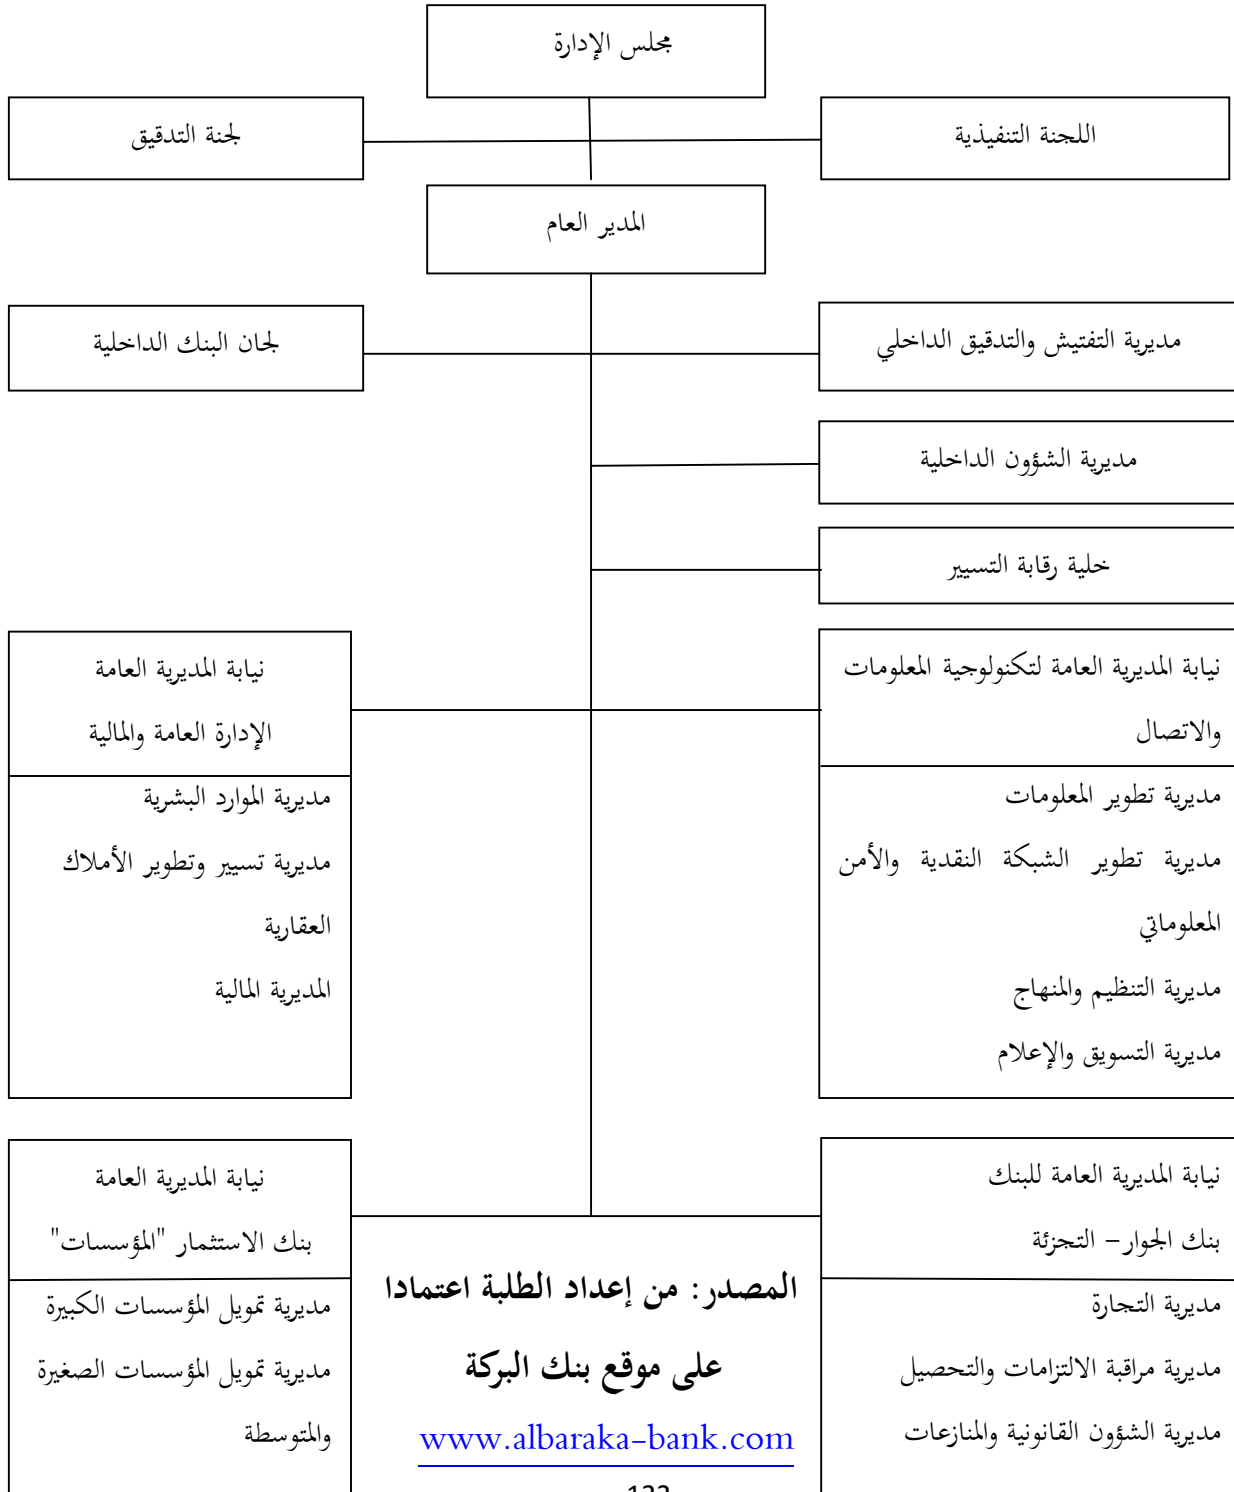 مجلس الإدارة
اللجنة التنفيذية
لجنة التدقيق
المدير العام
مديرية التفتيش والتدقيق الداخلي
لجان البنك الداخلية
مديرية الشؤون الداخلية
خلية رقابة التسيير
نيابة المديرية العامة لتكنولوجية المعلومات
والاتصال
مديرية تطوير المعلومات
مديرية تطوير الشبكة النقدية والأمن
المعلوماتي
مديرية التنظيم والمنهاج
مديرية التسويق والإعلام
نيابة المديرية العامة
الإدارة العامة والمالية
مديرية الموارد البشرية
مديرية تسيير وتطوير الأملاك
العقارية
المديرية المالية
نيابة المديرية العامة للبنك
بنك الجوار – التجزئة
مديرية التجارة
مديرية مراقبة الالتزامات والتحصيل
مديرية الشؤون القانونية والمنازعات
نيابة المديرية العامة
بنك الاستثمار "المؤسسات"
مديرية تمويل المؤسسات الكبيرة
مديرية تمويل المؤسسات الصغيرة
والمتوسطة
المصدر: من إعداد الطلبة اعتمادا
على موقع بنك البركة
www.albaraka-bank.com